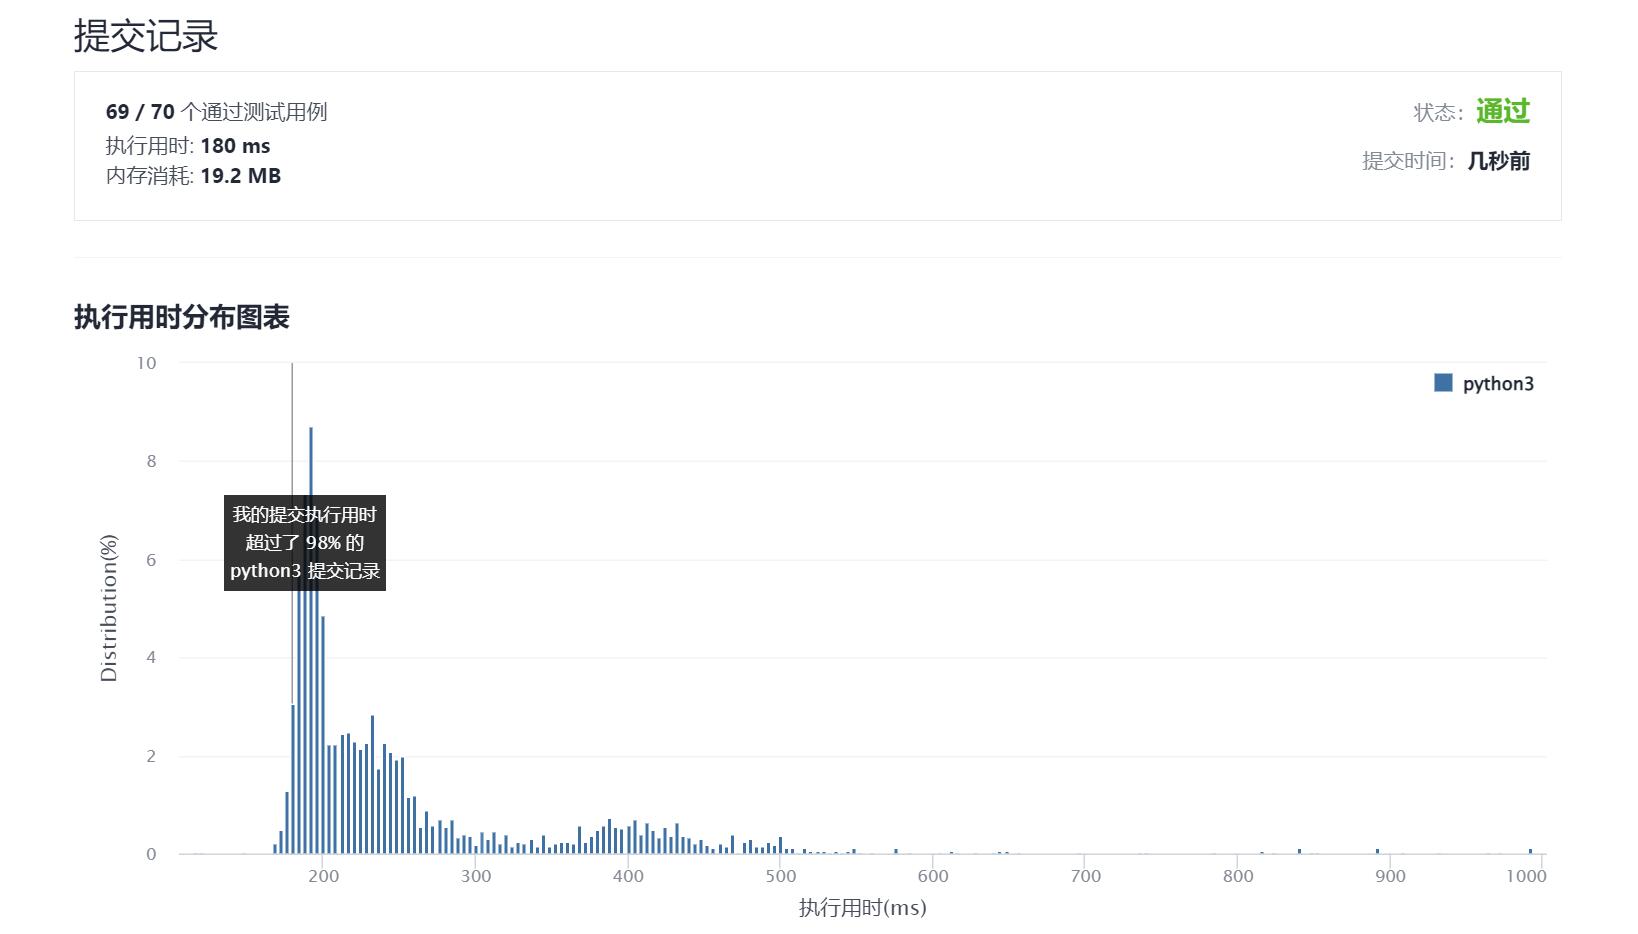 提交记录
69 / 70 个通过测试用例
状态：通过
执行用时: 180 ms
提交时间：几秒前
内存消耗: 19.2 MB
执行用时分布图表
10
python3
8
我的提交执行用时
超过了 98% 的
python3 提交记录
6
Distribution(%)
4
2
0
200 300 400 500 600 700 800 900 1000
执行用时(ms)